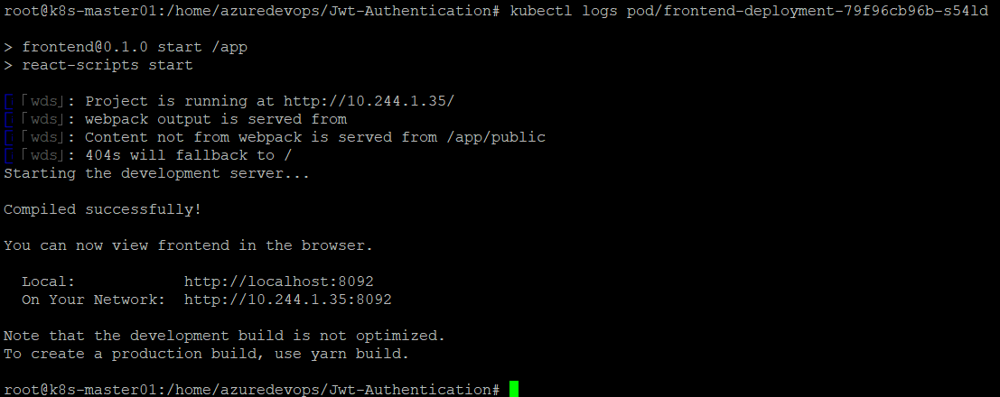 root@k8s-master01:/home/azuredevops/Jwt-Authentication# kubectl logs pod/frontend-deployment-79f96cb96b-s54ld
> frontend@0.1.0 start /app
> react-scripts start
[「wds」: Project is running at http://10.244.1.35/
[「wds」: webpack output is served from
[「wds」: Content not from webpack is served from /app/public
[「wds」: 404s will fallback to /
Starting the development server...
Compiled successfully!
You can now view frontend in the browser.
Local: http://localhost:8092
On Your Network: http://10.244.1.35:8092
Note that the development build is not optimized.
To create a production build, use yarn build.
root@k8s-master01:/home/azuredevops/Jwt-Authentication#